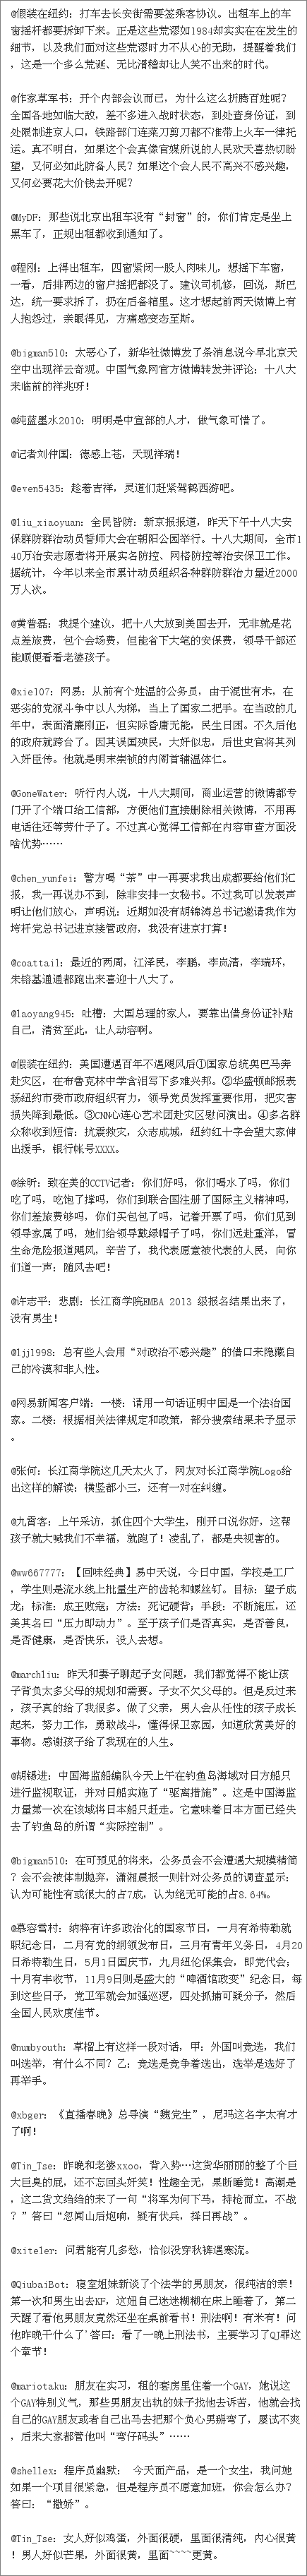 @假装在纽约：打车去长安街需要签乘客协议。出租车上的车
窗摇杆都要拆卸下来。正是这些荒谬如1984却实实在在发生的
细节，以及我们面对这些荒谬时力不从心的无助，提醒着我们
，这是一个多么荒诞、无比滑稽却让人笑不出来的时代。
@作家草军书：开个内部会议而已，为什么这么折腾百姓呢？
全国各地如临大敌，差不多进入战时状态，到处查身份证，到
处限制进京人口，铁路部门连菜刀剪刀都不准带上火车一律托
运。真不明白，如果这个会真像官媒所说的人民欢天喜热切盼
望，又何必如此防备人民？如果这个会人民不高兴不感兴趣，
又何必要花大价钱去开呢？
@MyDF：那些说北京出租车没有“封窗”的，你们肯定是坐上
黑车了，正规出租都收到通知了。
@程刚：上得出租车，四窗紧闭一股人肉味儿，想摇下车窗，
一看，后排两边的窗户摇把都没了。建议司机修，回说，斯巴
达，统一要求拆了，扔在后备箱里。这才想起前两天微博上有
人抱怨过，亲眼得见，方痛感变态至斯。
@bigman510：太恶心了，新华社微博发了条消息说今早北京天
空中出现祥云奇观。中国气象网官方微博转发并评论：十八大
来临前的祥兆呀！
@纯蓝墨水2010：明明是中宣部的人才，做气象可惜了。
@记者刘仲国：德感上苍，天现祥瑞！
@even5435：趁着吉祥，灵道们赶紧驾鹤西游吧。
@liu_xiaoyuan：全民皆防：新京报报道，昨天下午十八大安
保群防群治动员誓师大会在朝阳公园举行。十八大期间，全市1
40万治安志愿者将开展实名防控、网格防控等治安保卫工作。
据统计，今年以来全市累计动员组织各种群防群治力量近2000
万人次。
@黄普磊：我提个建议，把十八大放到美国去开，无非就是花
点差旅费，包个会场费，但能省下大笔的安保费，领导干部还
能顺便看看老婆孩子。
@xie107：网易：从前有个姓温的公务员，由于混世有术，在
恶劣的党派斗争中以人为梯，当上了国家二把手。在当政的几
年中，表面清廉刚正，但实际昏庸无能，民生日困。不久后他
的政府就跨台了。因其误国殃民，大奸似忠，后世史官将其列
入奸臣传。他就是明末崇祯的内阁首辅温体仁。
@GoneWater：听行内人说，十八大期间，商业运营的微博都专
门开了个端口给工信部，方便他们直接删除相关微博，不用再
电话往还等劳什子了。不过真心觉得工信部在内容审查方面没
啥优势……
@chen_yunfei：警方喝“茶”中一再要求我出成都要给他们汇
报，我一再说办不到，除非安排一女秘书。不过我可以发表声
明让他们放心，声明说：近期如没有胡锦涛总书记邀请我作为
垮杆党总书记进京接管政府，我没有进京打算！
@coattail：最近的两周，江泽民，李鹏，李岚清，李瑞环，
朱镕基通通都跑出来喜迎十八大了。
@laoyang945：吐槽：大国总理的家人，要靠出借身份证补贴
自己，清贫至此，让人动容啊。
@假装在纽约：美国遭遇百年不遇飓风后①国家总统奥巴马奔
赴灾区，在布鲁克林中学含泪写下多难兴邦。②华盛顿邮报表
扬纽约市委市政府组织有力，领导党员发挥重要作用，把灾害
损失降到最低。③CNN心连心艺术团赴灾区慰问演出。④多名群
众称收到短信：抗震救灾，众志成城，纽约红十字会望大家伸
出援手，银行帐号XXXX。
@徐昕：致在美的CCTV记者：你们好吗，你们喝水了吗，你们
吃了吗，吃饱了撑吗，你们到联合国注册了国际主义精神吗，
你们差旅费够吗，你们买包包了吗，记着开票了吗，你们见到
领导家属了吗，她们给领导戴绿帽子了吗，你们远赴重洋，冒
生命危险报道飓风，辛苦了，我代表愿意被代表的人民，向你
们道一声：随风去吧！
@许志平：悲剧：长江商学院EMBA 2013 级报名结果出来了，
没有男生！
@ljj1998：总有些人会用“对政治不感兴趣”的借口来隐藏自
己的冷漠和非人性。
@网易新闻客户端：一楼：请用一句话证明中国是一个法治国
家。二楼：根据相关法律规定和政策，部分搜索结果未予显示
。
@张何：长江商学院这几天太火了，网友对长江商学院Logo给
出这样的解读：横竖都小三，还有一对在纠缠。
@九霄客：上午采访，抓住四个大学生，刚开口说你好，这帮
孩子就大喊我们不幸福，就跑了！凌乱了，都是央视害的。
@ww667777：【回味经典】易中天说，今日中国，学校是工厂
，学生则是流水线上批量生产的齿轮和螺丝钉。目标：望子成
龙；标准：成王败寇；方法：死记硬背；手段：不断施压，还
美其名曰“压力即动力”。至于孩子们是否真实，是否善良，
是否健康，是否快乐，没人去想。
@marchliu：昨天和妻子聊起子女问题，我们都觉得不能让孩
子背负太多父母的规划和需要。子女不欠父母的。但是反过来
，孩子真的给了我很多。做了父亲，男人会从任性的孩子成长
起来，努力工作，勇敢战斗，懂得保卫家园，知道欣赏美好的
事物。感谢孩子给了我现在的人生。
@胡锡进：中国海监船编队今天上午在钓鱼岛海域对日方船只
进行监视取证，并对日船实施了“驱离措施”。这是中国海监
力量第一次在该域将日本船只赶走。它意味着日本方面已经失
去了钓鱼岛的所谓“实际控制”。
@bigman510：在可预见的将来，公务员会不会遭遇大规模精简
？会不会被体制抛弃，潇湘晨报一则针对公务员的调查显示：
认为可能性有或很大的占7成，认为绝无可能的占8.64%。
@慕容雪村：纳粹有许多政治化的国家节日，一月有希特勒就
职纪念日，二月有党的纲领发布日，三月有青年义务日，4月20
日希特勒生日，5月1日国庆节，九月纽伦堡集会，即党代会；
十月有丰收节，11月9日则是盛大的“啤酒馆政变”纪念日，每
到这些日子，党卫军就会加强巡逻，四处抓捕可疑分子，然后
全国人民欢度佳节。
@numbyouth：草榴上有这样一段对话，甲：外国叫竞选，我们
叫选举，有什么不同？乙：竞选是竞争着选出，选举是选好了
再举手。
@xbger：《直播春晚》总导演“魏党生”，尼玛这名字太有才
了啊！
@Tin_Tse：昨晚和老婆xxoo，背入势…这货华丽丽的整了个巨
大巨臭的屁，还不忘回头奸笑！性趣全无，果断睡觉！高潮是
，这二货文绉绉的来了一句“将军为何下马，持枪而立，不战
？”答曰“忽闻山后炮响，疑有伏兵，择日再战”。
@xiteler：问君能有几多愁，恰似没穿秋裤遇寒流。
@QiubaiBot：寝室姐妹新谈了个法学的男朋友，很纯洁的亲！
第一次和男生出去KF，这妞自己迷迷糊糊在床上睡着了，第二
天醒了看他男朋友竟然还坐在桌前看书！刑法啊！有木有！问
他昨晚干什么了'答曰：看了一晚上刑法书，主要学习了QJ罪这
个章节！
@mariotaku：朋友在实习，租的套房里住着一个GAY，她说这
个GAY特别义气，那些男朋友出轨的妹子找他去诉苦，他就会找
自己的GAY朋友或者自己出马去把那个负心男掰弯了，屡试不爽
，后来大家都管他叫“弯仔码头”……
@shellex：程序员幽默： 今天面产品，是一个女生，我问她
如果一个项目很紧急，但是程序员不愿意加班，你会怎么办？
答曰：“撒娇”。
@Tin_Tse：女人好似鸡蛋，外面很硬，里面很清纯，内心很黄
！男人好似芒果，外面很黄，里面~~~~更黄。